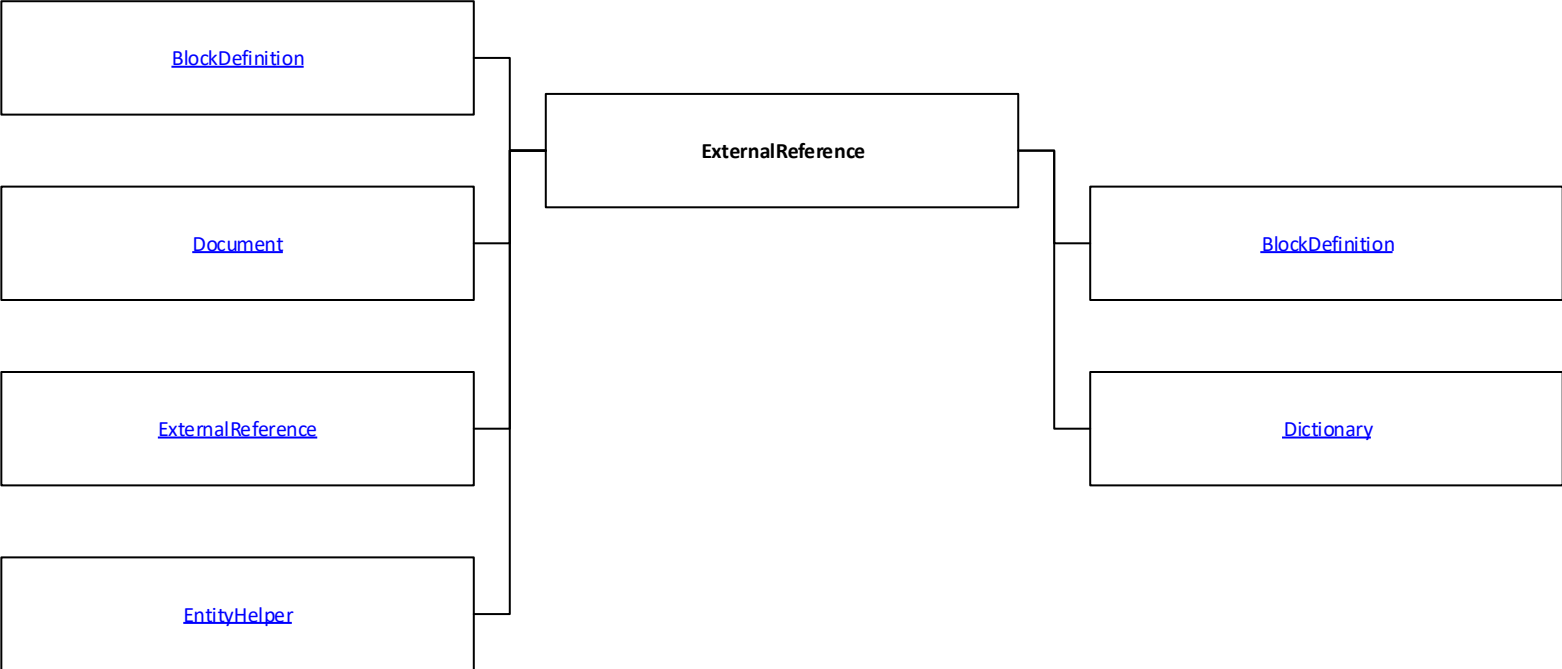 BlockDefinition
ExternalReference
Document
BlockDefinition
ExternalReference
Dictionary
EntityHelper